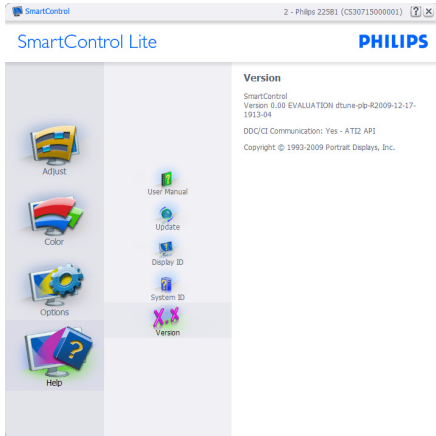 SmartControl
2 - Philips 225B1 (CS30715000001)
SmartControl Lite
PHILIPS
Adjust
Color
Options
Help
User Manual
Update
Display ID
System ID
X.x
Version
Version
SmartControl
Version 0.00 EVALUATION dtune-plp-R2009-12-17-
1913-04
DDC/CI Communication: Yes - ATI2 API
Copyright © 1993-2009 Portrait Displays, Inc.